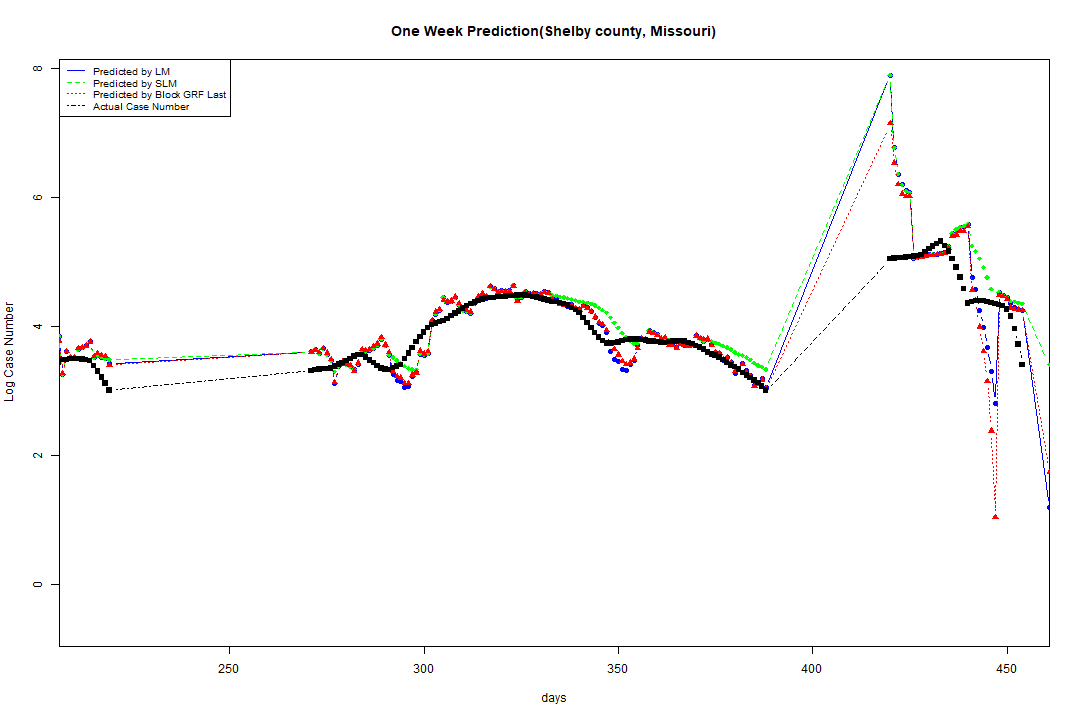 One Week Prediction(Shelby county, Missouri)
Predicted by LM
Predicted by SLM
Predicted by Block GRF Last
Actual Case Number
8
6
4
2
0
Log Case Number
250 300 350 400 450
days